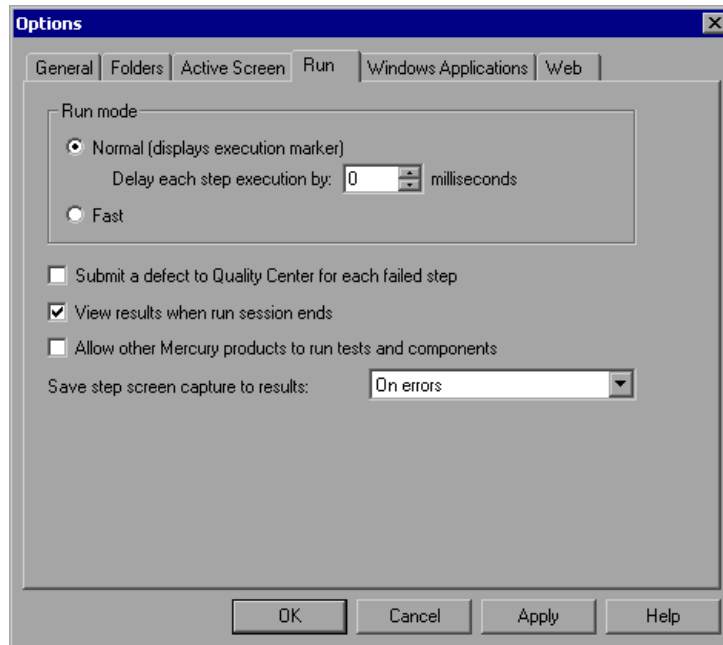 Options
General Folders Active Screen Run Windows Applications Web
Run mode
Normal (displays execution marker)
Delay each step execution by: 0 milliseconds
Fast
Submit a defect to Quality Center for each failed step
View results when run session ends
Allow other Mercury products to run tests and components
Save step screen capture to results: On errors
OK Cancel Apply Help